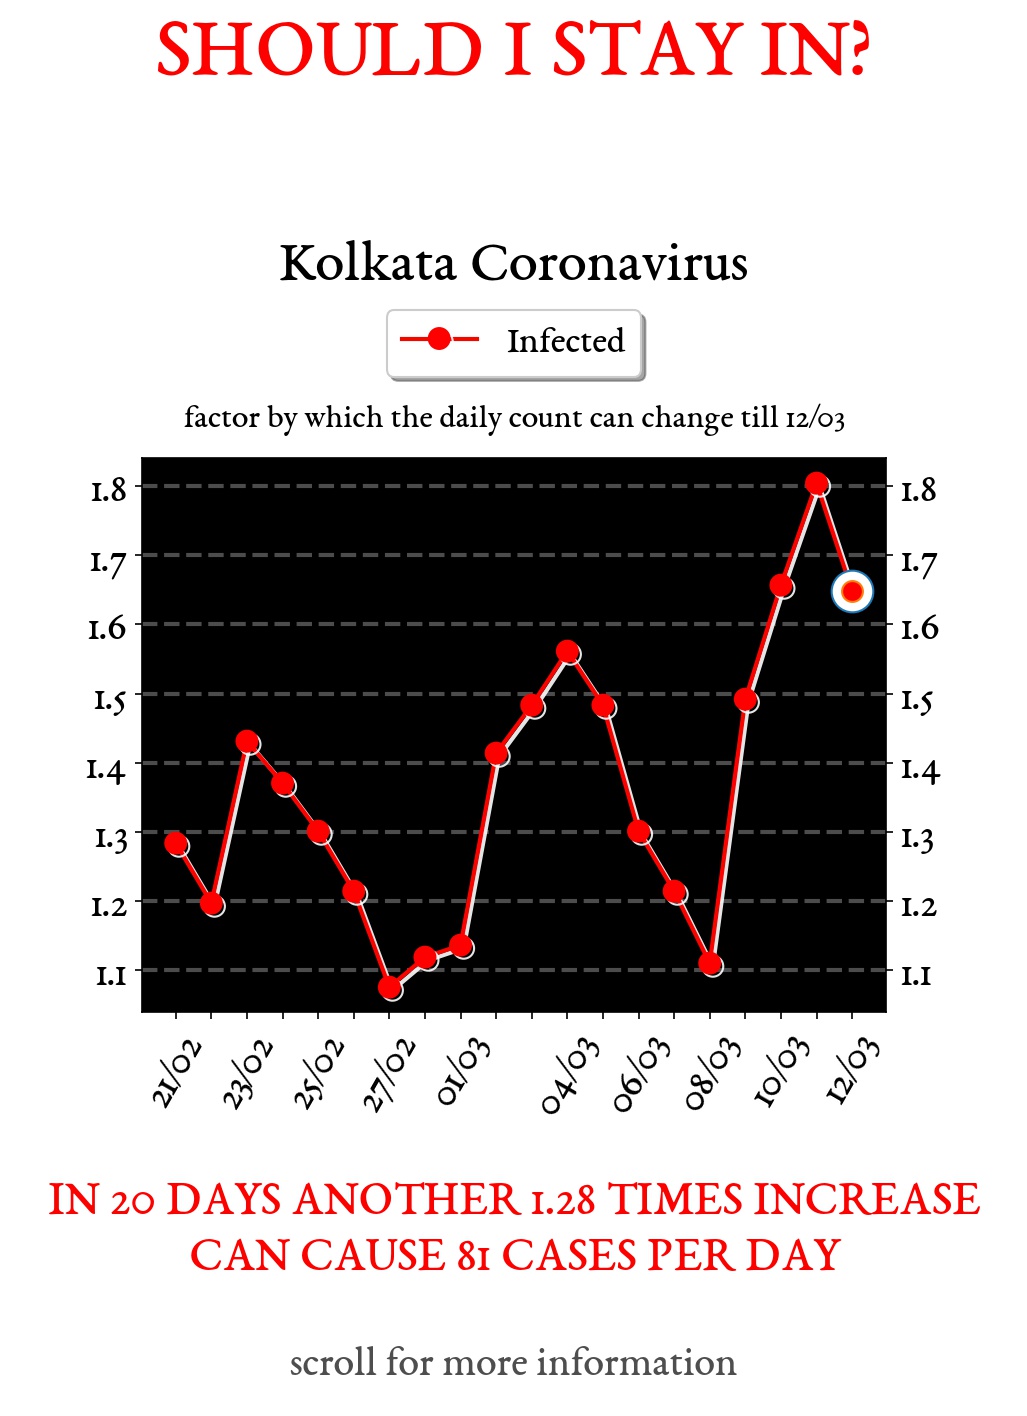 SHOULD I STAY IN?
Kolkata Coronavirus
Infected
factor by which the daily count can change till 12/03
1.8 1.8
1.7 1.7
1.6 1.6
1.5 1.5
1.4 1.4
1.3 1.3
1.2 1.2
1.1 1.1
21/02 23/02 25/02 27/02 01/03 04/03 06/03 08/03 10/03 12/03
IN 20 DAYS ANOTHER 1.28 TIMES INCREASE
CAN CAUSE 81 CASES PER DAY
scroll for more information